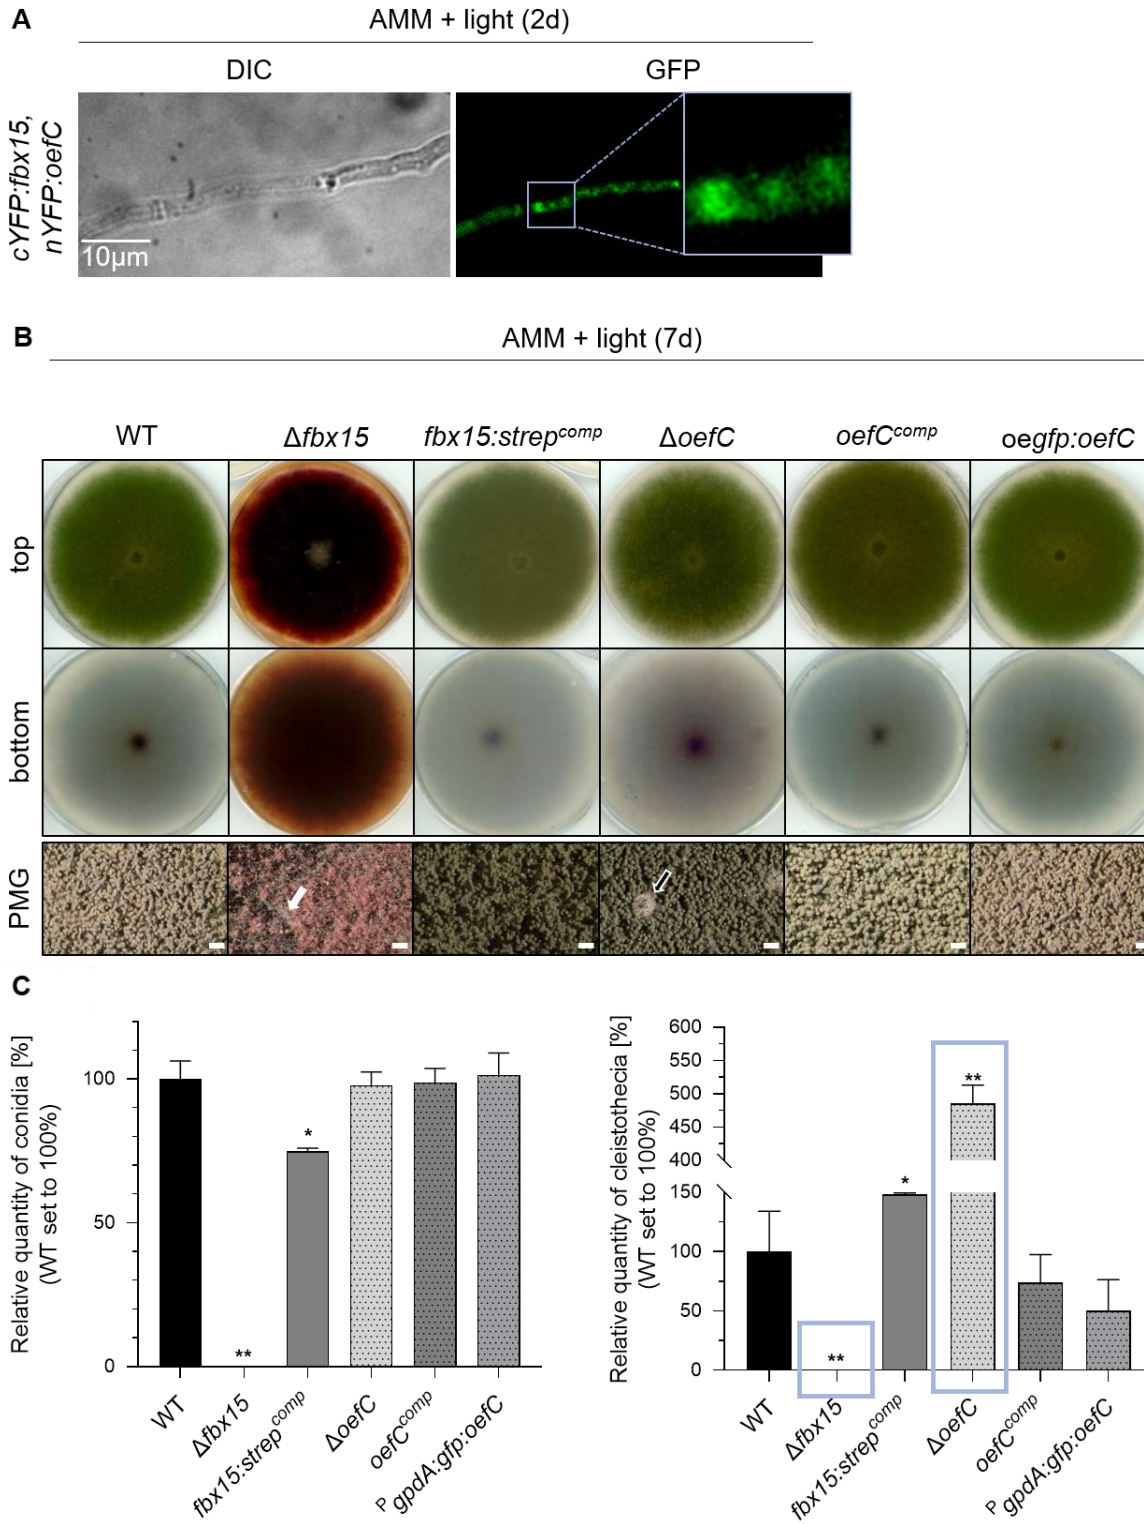 A
AMM + light (2d)
DIC
GFP
cYFP:fbx15,
nYFP:oefC
10µm
B
AMM + light (7d)
WT
Δfbx15
fbx15:strepcomp
ΔoefC
oefCcomp
oegfp:oefC
top
bottom
PMG
C
Relative quantity of conidia [%]
(WT set to 100%)
100
50
0
*
**
WT
Δfbx15
fbx15:strepcomp
ΔoefC
oefCcomp
PgpdA:gfp:oefC
Relative quantity of cleistothecia [%]
(WT set to 100%)
600
550
500
450
400
150
100
50
0
**
*
**
WT
Δfbx15
fbx15:strepcomp
ΔoefC
oefCcomp
PgpdA:gfp:oefC